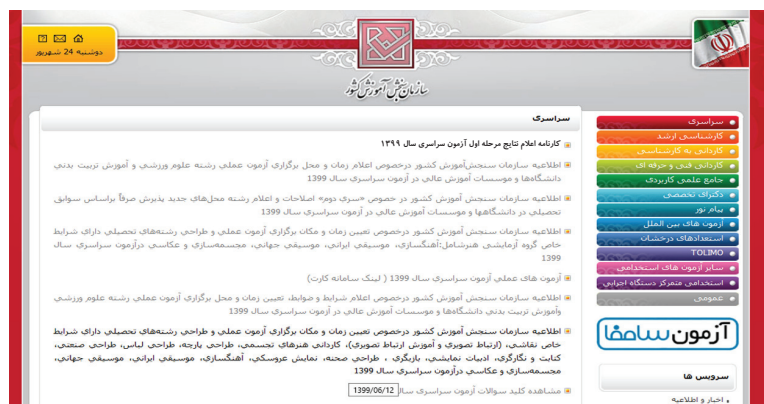 دوشنبه 24 شهریور
سازمان سنجش آموزش کشور
سراسری
کارنامه اعلام نتایج مرحله اول آزمون سراسری سال ۱۳۹۹
اطلاعیه سازمان سنجش‌آموزش کشور درخصوص اعلام زمان و محل برگزاری آزمون عملی رشته علوم ورزشی و آموزش تربیت بدنی
دانشگاه‌ها و موسسات آموزش عالی در آزمون سراسری سال 1399
اطلاعیه سازمان سنجش آموزش کشور در خصوص «سری دوم» اصلاحات و اعلام رشته محل‌های جدید پذیرش صرفاً براساس سوابق
تحصیلی در دانشگاهها و موسسات آموزش عالی در آزمون سراسری سال 1399
اطلاعیه سازمان سنجش آموزش کشور درخصوص تعیین زمان و مکان برگزاری آزمون عملی و طراحی رشته‌های تحصیلی دارای شرایط
خاص گروه آزمایشی هنرشامل:آهنگسازی، موسیقی ایرانی، موسیقی جهانی، مجسمه‌سازی و عکاسی درآزمون سراسری سال
1399
آزمون های عملی آزمون سراسری سال 1399 ( لینک سامانه کارت)
اطلاعیه سازمان سنجش آموزش کشور درخصوص اعلام شرایط و ضوابط، تعیین زمان و محل برگزاری آزمون عملی رشته علوم ورزشی
وآموزش تربیت بدنی دانشگاه‌ها و موسسات آموزش عالی در آزمون سراسری سال 1399
اطلاعیه سازمان سنجش آموزش کشور درخصوص تعیین زمان و مکان برگزاری آزمون عملی و طراحی رشته‌های تحصیلی دارای شرایط
خاص نقاشی، (ارتباط تصویری و آموزش ارتباط تصویری)، کاردانی هنرهای تجسمی، طراحی پارچه، طراحی لباس، طراحی صنعتی،
کتابت و نگارگری، ادبیات نمایشی، بازیگری ، طراحی صحنه، نمایش عروسکی، آهنگسازی، موسیقی ایرانی، موسیقی جهانی،
مجسمه‌سازی و عکاسی درآزمون سراسری سال 1399
مشاهده کلید سوالات آزمون سراسری سال
1399/06/12
سراسری
کارشناسی ارشد
کاردانی به کارشناسی
کاردانی فنی و حرفه ای
جامع علمی کاربردی
دکترای تخصصی
پیام نور
آزمون های بین الملل
استعدادهای درخشان
TOLIMO
سایر آزمون های استخدامی
استخدامی متمرکز دستگاه اجرایی
عمومی
آزمون سامفا
سرویس ها
اخبار و اطلاعیه